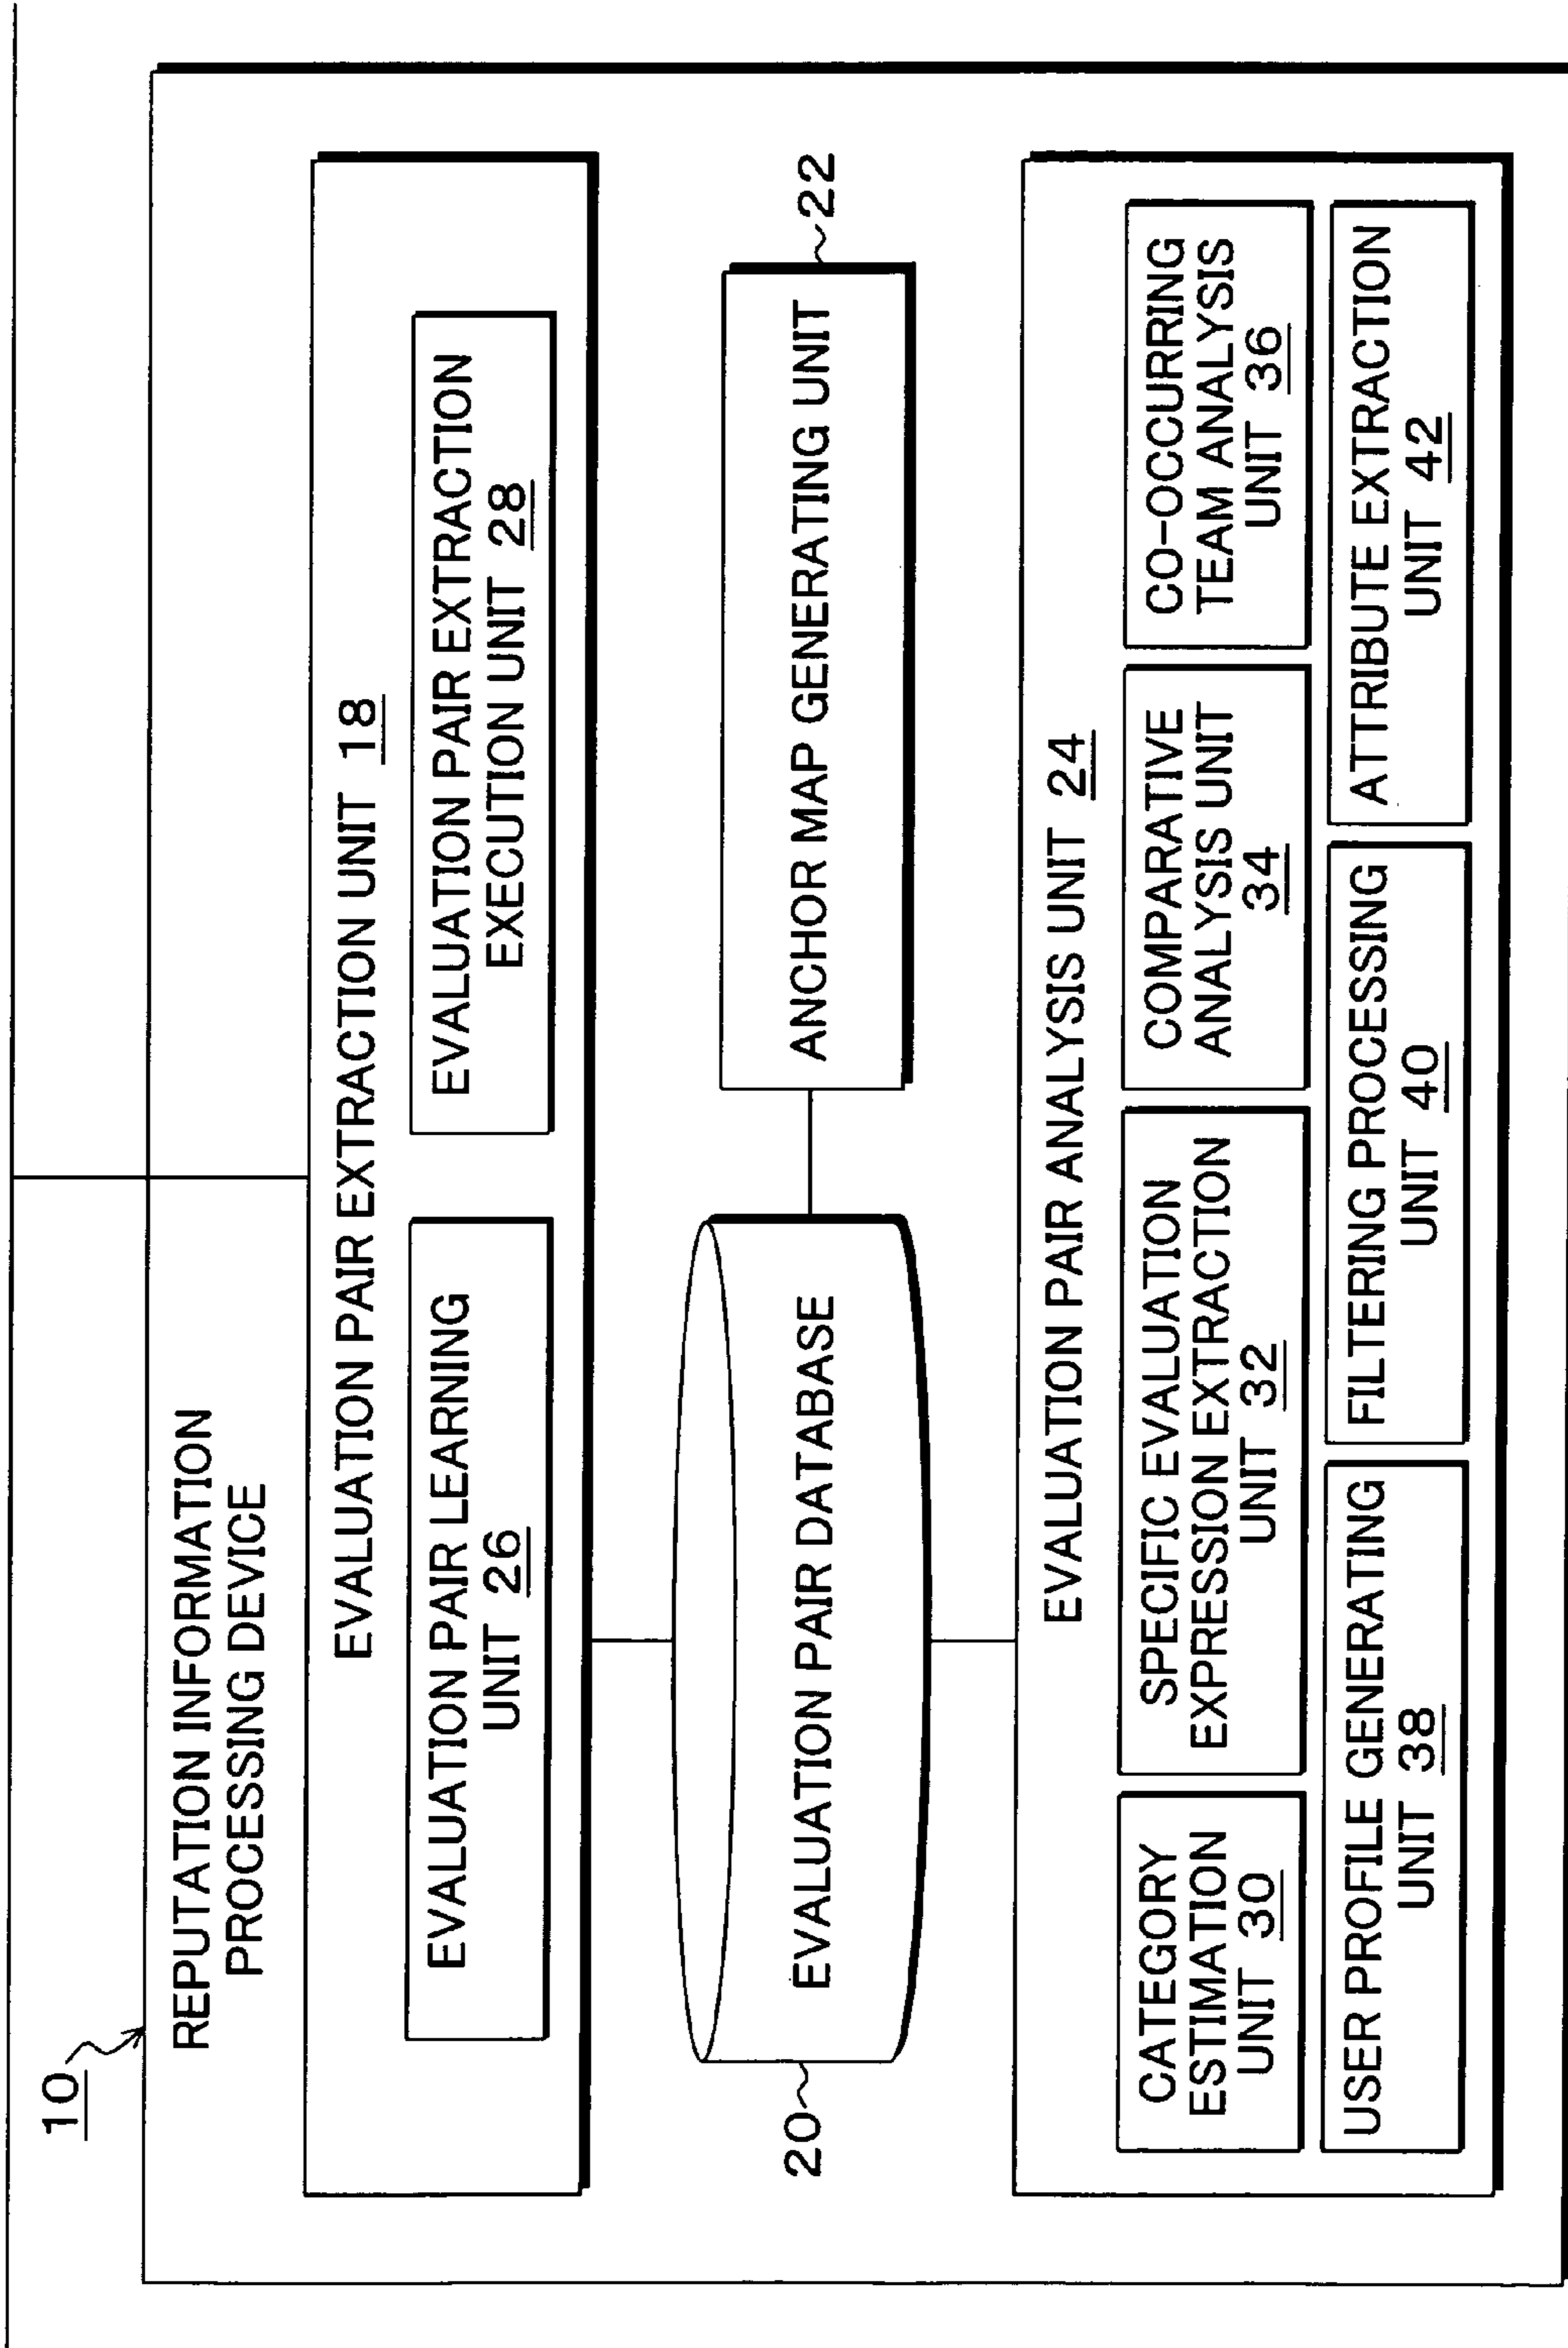 10
REPUTATION INFORMATION
PROCESSING DEVICE
EVALUATION PAIR EXTRACTION UNIT 18
EVALUATION PAIR LEARNING
UNIT 26
EVALUATION PAIR EXTRACTION
EXECUTION UNIT 28
20
EVALUATION PAIR DATABASE
ANCHOR MAP GENERATING UNIT
22
EVALUATION PAIR ANALYSIS UNIT 24
CATEGORY
ESTIMATION
UNIT 30
SPECIFIC EVALUATION
EXPRESSION EXTRACTION
UNIT 32
COMPARATIVE
ANALYSIS UNIT
34
CO-OCCURRING
TEAM ANALYSIS
UNIT 36
USER PROFILE GENERATING
UNIT 38
FILTERING PROCESSING
UNIT 40
ATTRIBUTE EXTRACTION
UNIT 42